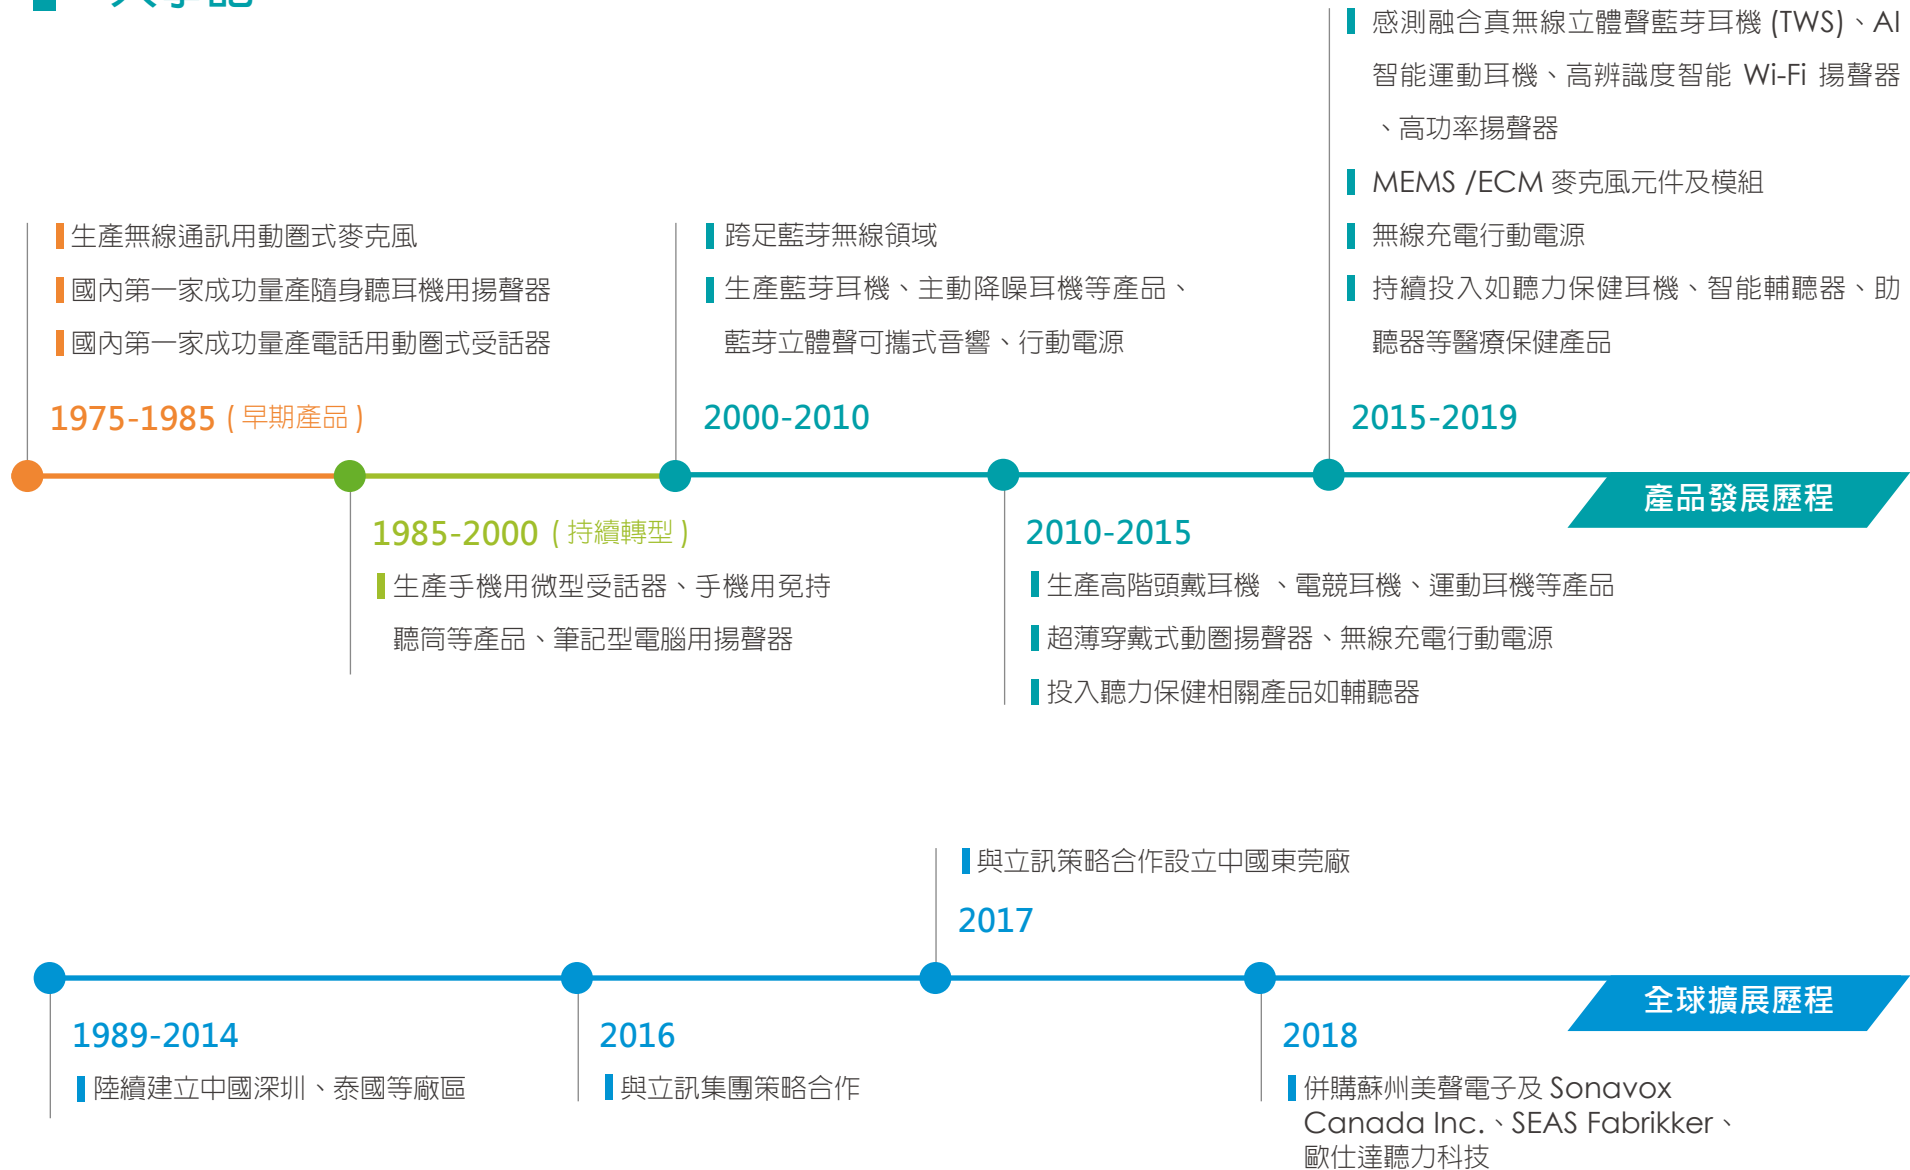 大事記
生產無線通訊用動圈式麥克風
國內第一家成功量產隨身聽耳機用揚聲器
國內第一家成功量產電話用動圈式受話器
1975-1985 ( 早期產品 )
跨足藍芽無線領域
生產藍芽耳機、主動降噪耳機等產品、
藍芽立體聲可攜式音響、行動電源
2000-2010
感測融合真無線立體聲藍芽耳機 (TWS)、AI
智能運動耳機、高辨識度智能 Wi-Fi 揚聲器
、高功率揚聲器
MEMS /ECM 麥克風元件及模組
無線充電行動電源
持續投入如聽力保健耳機、智能輔聽器、助
聽器等醫療保健產品
2015-2019
產品發展歷程
1985-2000 ( 持續轉型 )
生產手機用微型受話器、手機用免持
聽筒等產品、筆記型電腦用揚聲器
2010-2015
生產高階頭戴耳機 、電競耳機、運動耳機等產品
超薄穿戴式動圈揚聲器、無線充電行動電源
投入聽力保健相關產品如輔聽器
與立訊策略合作設立中國東莞廠
2017
全球擴展歷程
1989-2014
陸續建立中國深圳、泰國等廠區
2016
與立訊集團策略合作
2018
併購蘇州美聲電子及 Sonavox
Canada Inc.、SEAS Fabrikker、
歐仕達聽力科技